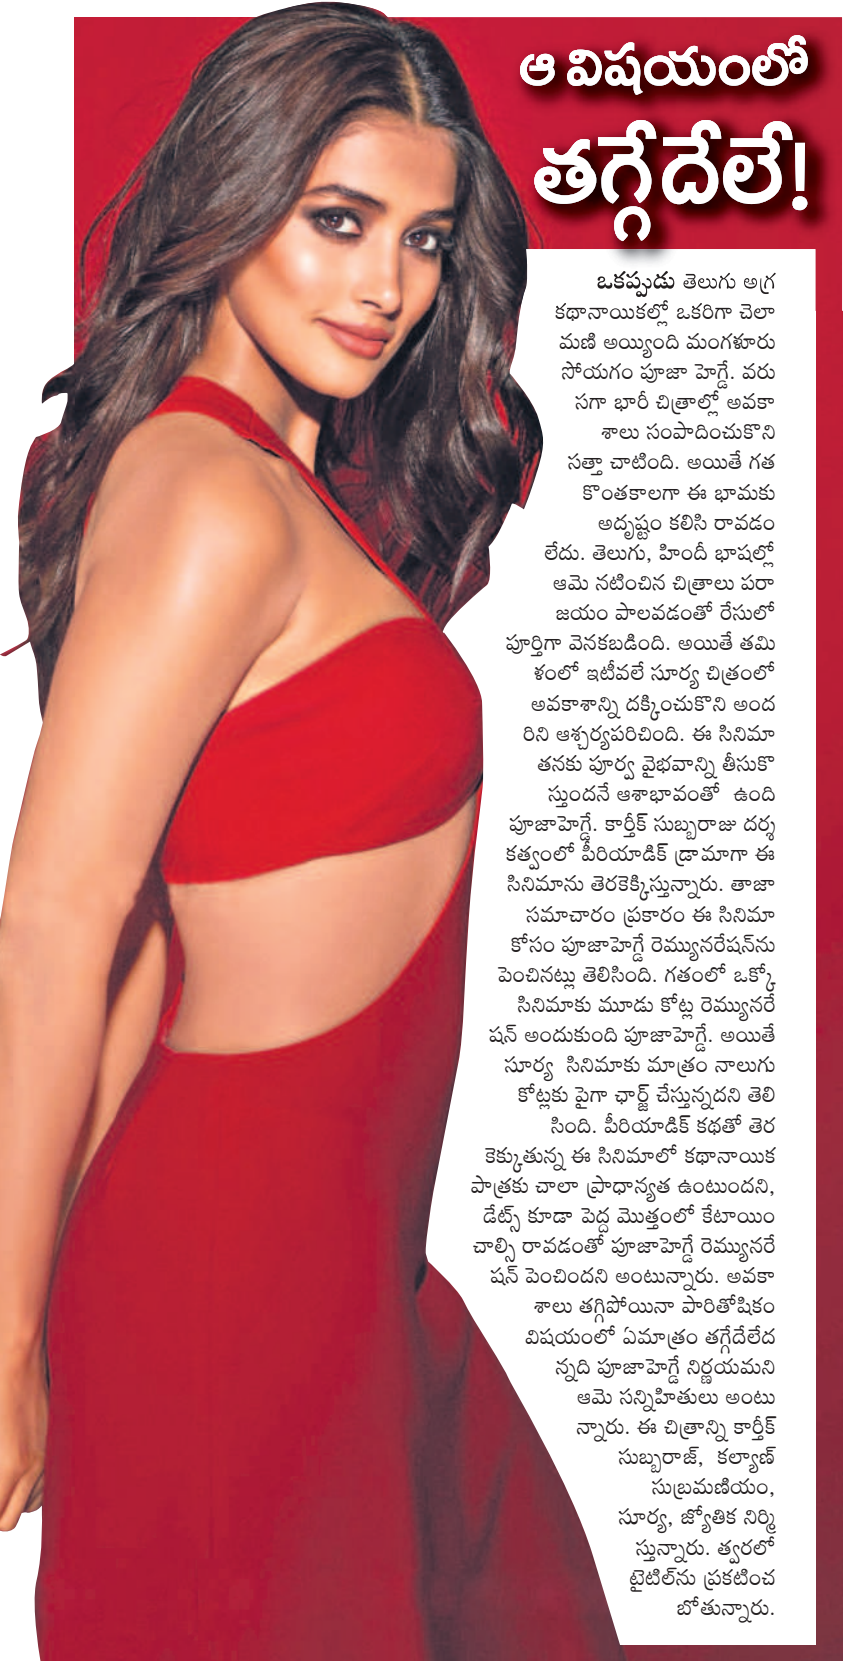 ఆ విషయంలో
తగ్గేదేలే!
ఒకప్పుడు తెలుగు అగ్ర
కథానాయికల్లో ఒకరిగా చెలా
మణి అయ్యింది మంగళూరు
సోయగం పూజా హెగ్డే. వరు
సగా భారీ చిత్రాల్లో అవకా
శాలు సంపాదించుకొని
సత్తా చాటింది. అయితే గత
కొంతకాలగా ఈ భామకు
అదృష్టం కలిసి రావడం
లేదు. తెలుగు, హిందీ భాషల్లో
ఆమె నటించిన చిత్రాలు పరా
జయం పాలవడంతో రేసులో
పూర్తిగా వెనకబడింది. అయితే తమి
ళంలో ఇటీవలే సూర్య చిత్రంలో
అవకాశాన్ని దక్కించుకొని అంద
రిని ఆశ్చర్యపరిచింది. ఈ సినిమా
తనకు పూర్వ వైభవాన్ని తీసుకొ
స్తుందనే ఆశాభావంతో ఉంది
పూజాహెగ్డే. కార్తీక్ సుబ్బరాజు దర్శ
కత్వంలో పీరియాడిక్ డ్రామాగా ఈ
సినిమాను తెరకెక్కిస్తున్నారు. తాజా
సమాచారం ప్రకారం ఈ సినిమా
కోసం పూజాహెగ్డే రెమ్యునరేషన్‌ను
పెంచినట్లు తెలిసింది. గతంలో ఒక్కో
సినిమాకు మూడు కోట్ల రెమ్యునరే
షన్ అందుకుంది పూజాహెగ్డే. అయితే
సూర్య సినిమాకు మాత్రం నాలుగు
కోట్లకు పైగా ఛార్జ్ చేస్తున్నదని తెలి
సింది. పీరియాడిక్ కథతో తెర
కెక్కుతున్న ఈ సినిమాలో కథానాయిక
పాత్రకు చాలా ప్రాధాన్యత ఉంటుందని,
డేట్స్ కూడా పెద్ద మొత్తంలో కేటాయిం
చాల్సి రావడంతో పూజాహెగ్డే రెమ్యునరే
షన్ పెంచిందని అంటున్నారు. అవకా
శాలు తగ్గిపోయినా పారితోషికం
విషయంలో ఏమాత్రం తగ్గేదేలేద
న్నది పూజాహెగ్డే నిర్ణయమని
ఆమె సన్నిహితులు అంటు
న్నారు. ఈ చిత్రాన్ని కార్తీక్
సుబ్బరాజ్, కల్యాణ్
సుబ్రమణియం,
సూర్య, జ్యోతిక నిర్మి
స్తున్నారు. త్వరలో
టైటిల్‌ను ప్రకటించ
బోతున్నారు.